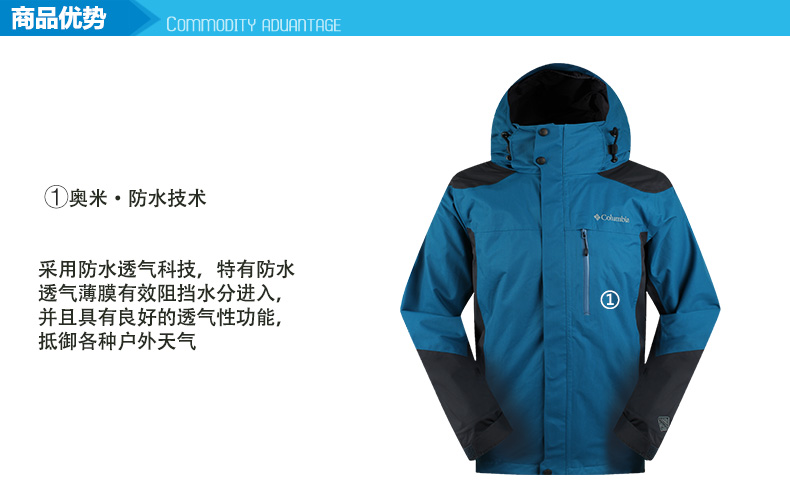 商品优势 COMMODITY ADVANTAGE
①奥米·防水技术
采用防水透气科技，特有防水
透气薄膜有效阻挡水分进入，
并且具有良好的透气性功能，
抵御各种户外天气
Columbia
①